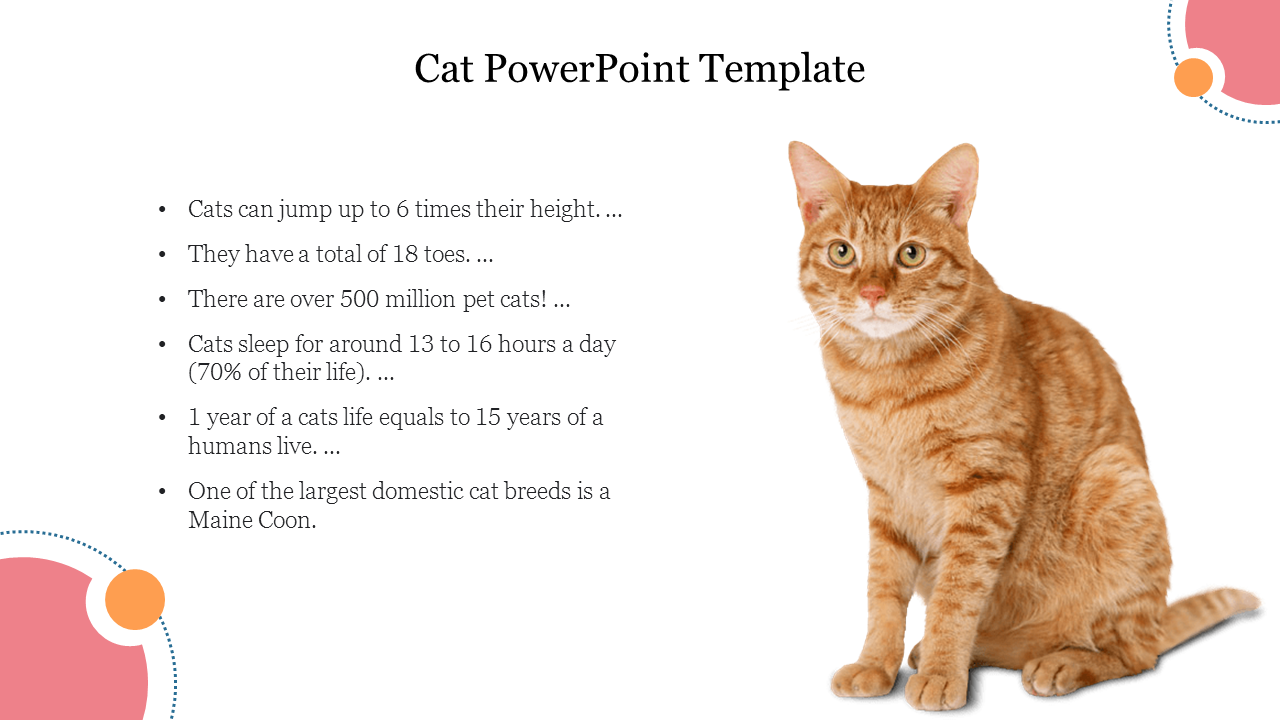 Cat PowerPoint Template
• Cats can jump up to 6 times their height. ...
• They have a total of 18 toes. ...
• There are over 500 million pet cats! ...
• Cats sleep for around 13 to 16 hours a day
(70% of their life). ...
• 1 year of a cats life equals to 15 years of a
humans live. ...
• One of the largest domestic cat breeds is a
Maine Coon.